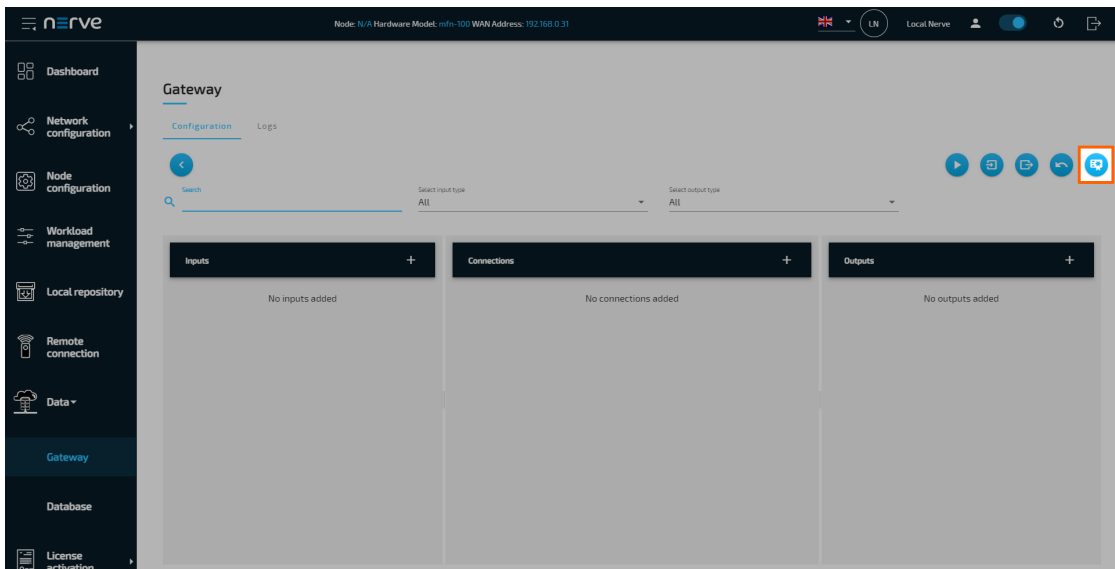 nerve
Node: N/A Hardware Model: mfn-100 WAN Address: 192.168.0.31
LN
Local Nerve
Dashboard
Network
configuration
Node
configuration
Workload
management
Local repository
Remote
connection
Data
Gateway
Database
License
activation
Gateway
Configuration Logs
Search
Select input type
All
Select output type
All
Inputs +
Connections +
Outputs +
No inputs added
No connections added
No outputs added